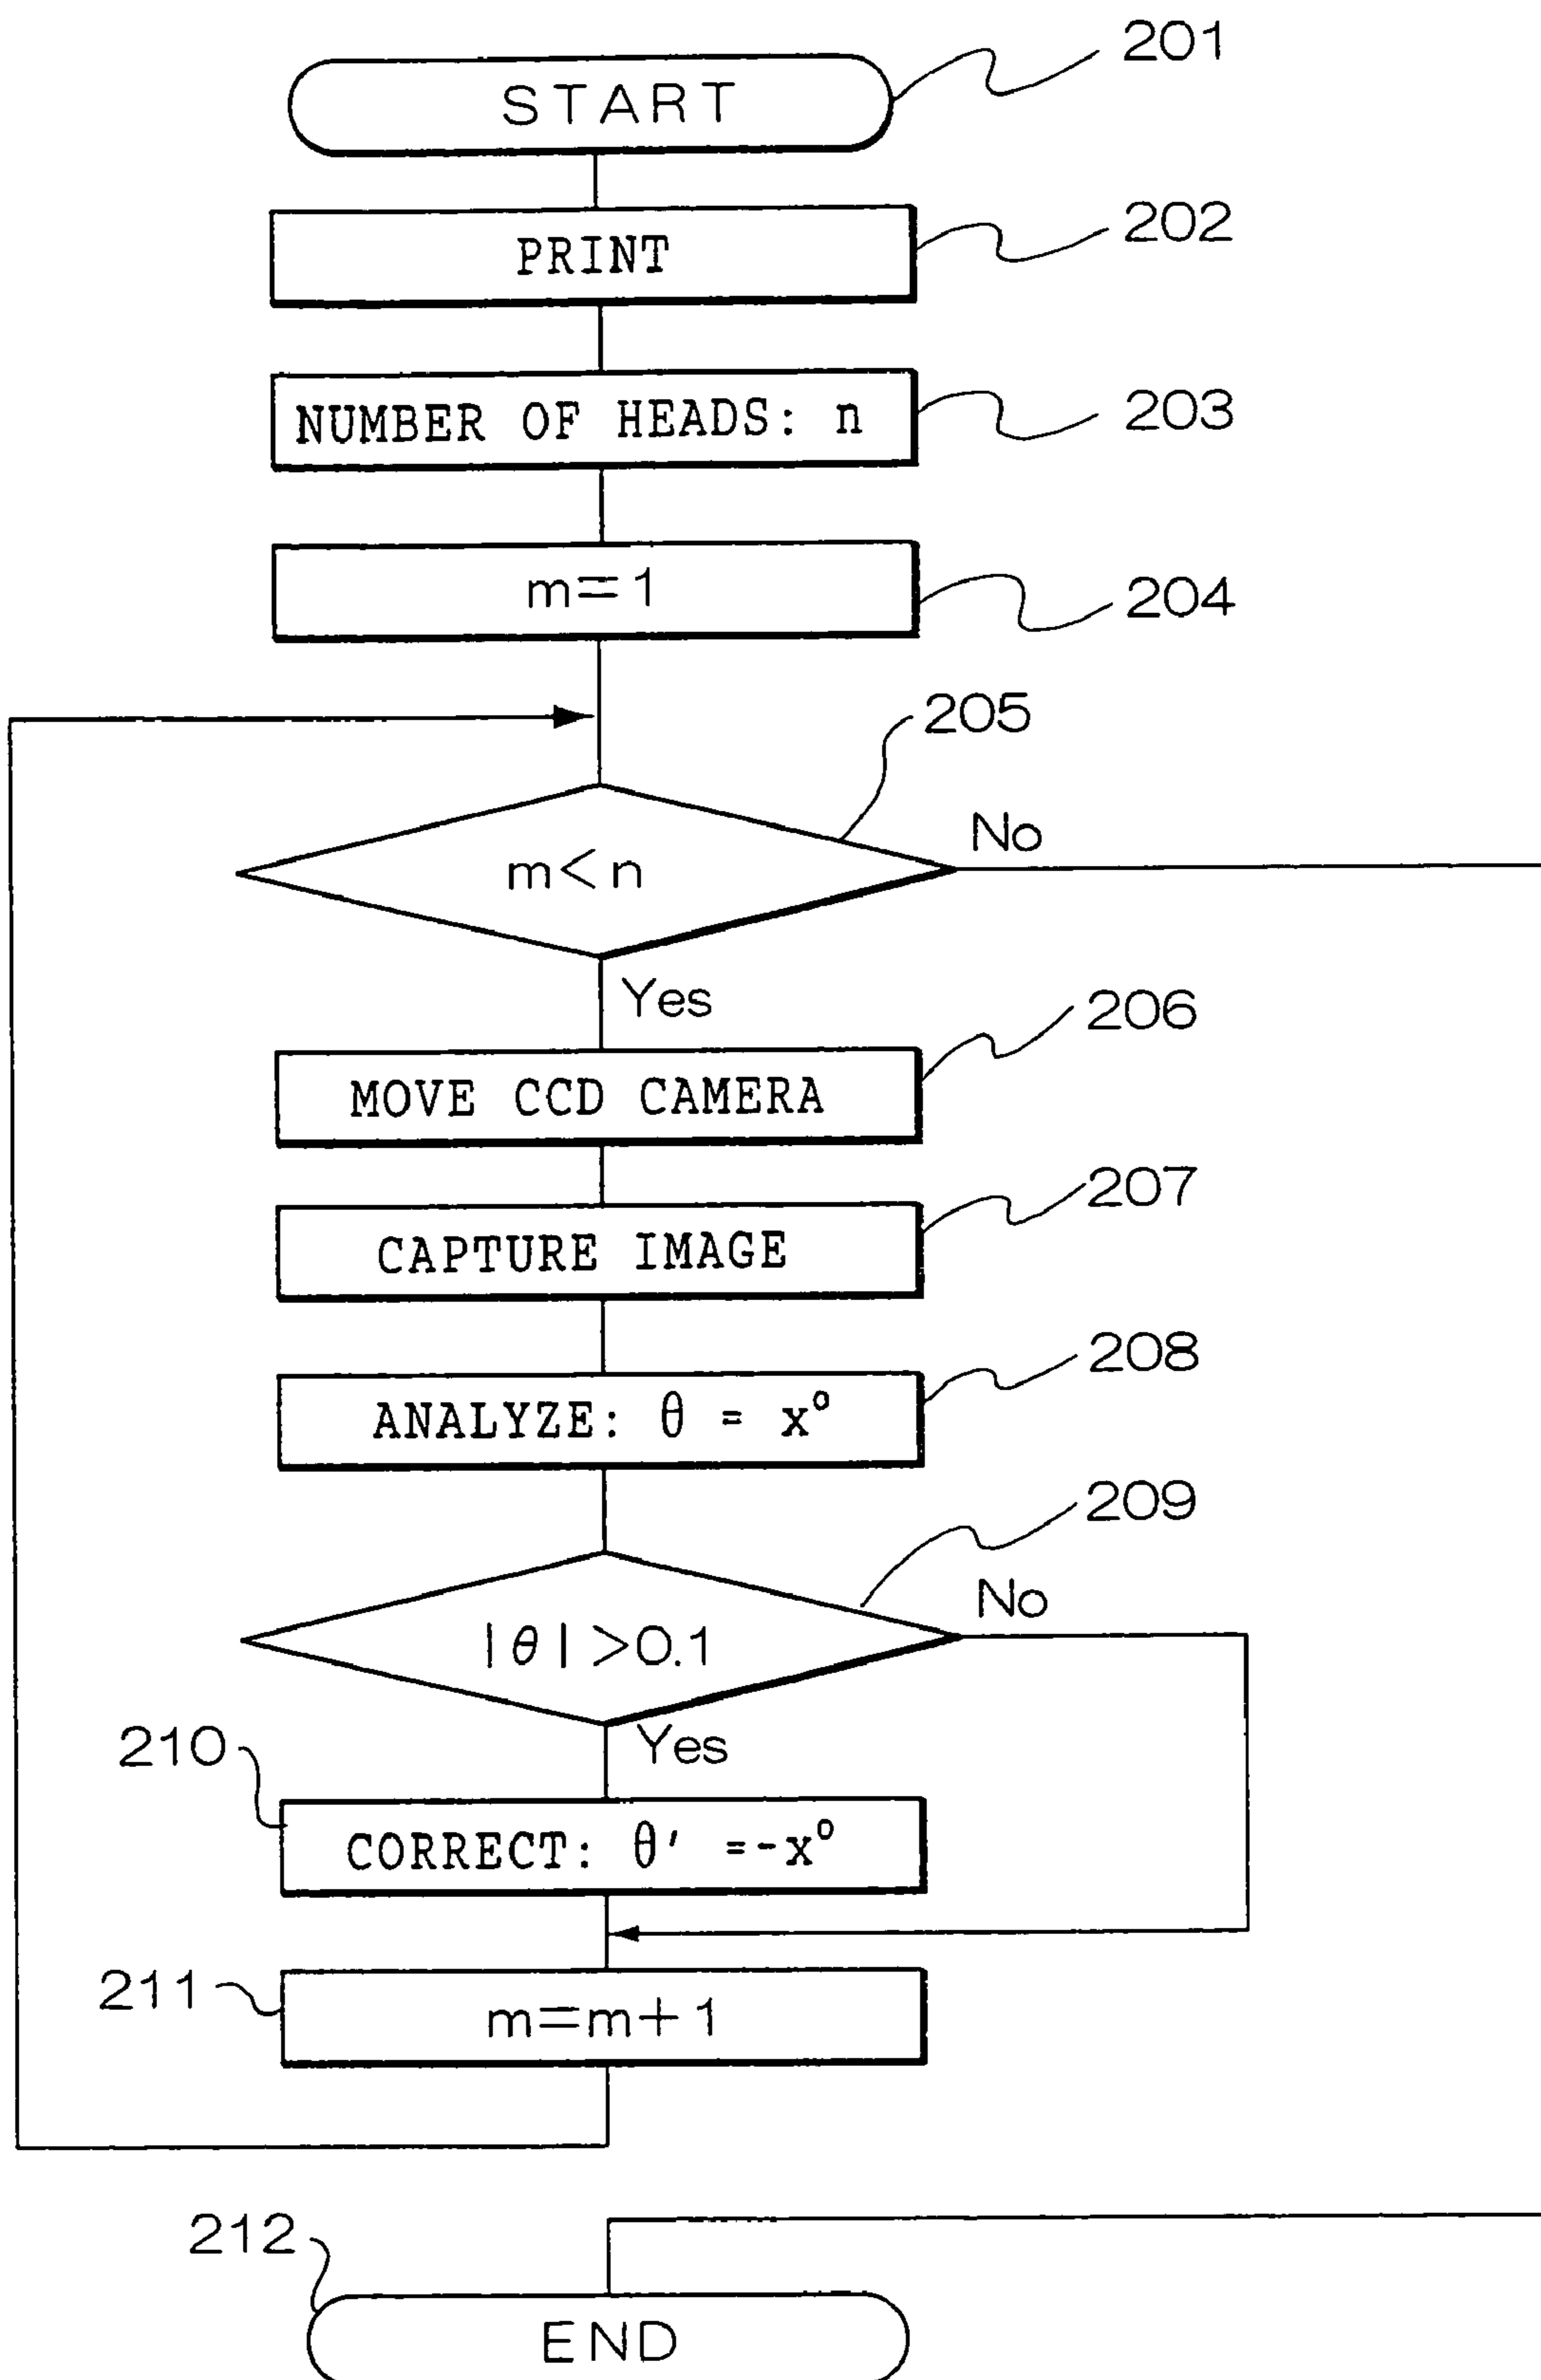 201
START
202
PRINT
203
NUMBER OF HEADS: n
204
m=1
205
m<n
No
Yes
206
MOVE CCD CAMERA
207
CAPTURE IMAGE
208
ANALYZE: θ = x°
209
|θ|>0.1
No
Yes
210
CORRECT: θ' =-x°
211
m=m+1
212
END